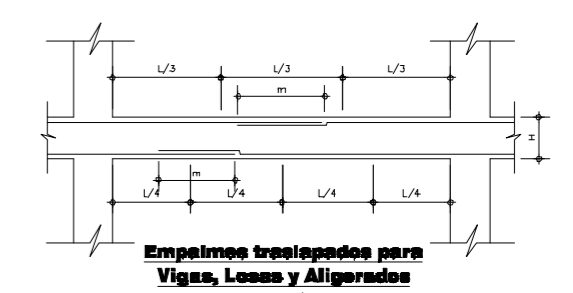 L/3 L/3 L/3
m
H
m
L/4 L/4 L/4 L/4
Empalmes traslapados para
Vigas, Losas y Aligerados